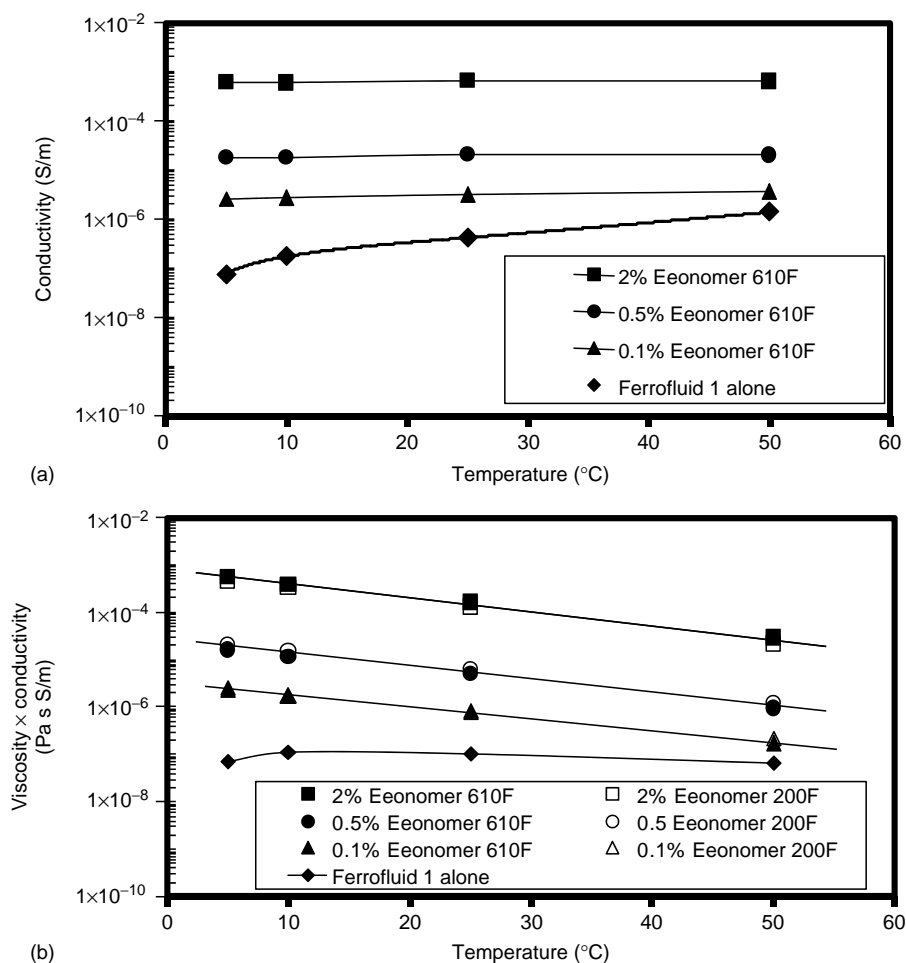 1×10⁻²
1×10⁻⁴
1×10⁻⁶
1×10⁻⁸
1×10⁻¹⁰
Conductivity (S/m)
2% Eeonomer 610F
0.5% Eeonomer 610F
0.1% Eeonomer 610F
Ferrofluid 1 alone
0 10 20 30 40 50 60
Temperature (°C)
(a)
1×10⁻²
1×10⁻⁴
1×10⁻⁶
1×10⁻⁸
1×10⁻¹⁰
Viscosity × conductivity
(Pa s S/m)
2% Eeonomer 610F 2% Eeonomer 200F
0.5% Eeonomer 610F 0.5 Eeonomer 200F
0.1% Eeonomer 610F 0.1% Eeonomer 200F
Ferrofluid 1 alone
0 10 20 30 40 50 60
Temperature (°C)
(b)